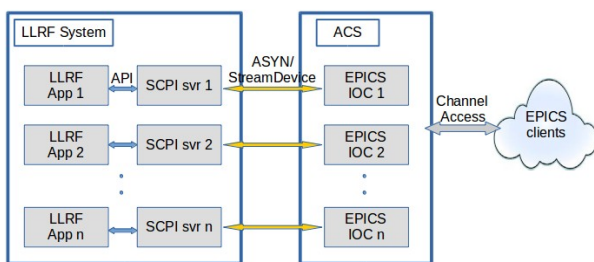 LLRF System
ACS
LLRF
App 1
API
SCPI svr 1
ASYN/
StreamDevice
EPICS
IOC 1
Channel
Access
EPICS
clients
LLRF
App 2
SCPI svr 2
EPICS
IOC 2
LLRF
App n
SCPI svr n
EPICS
IOC n